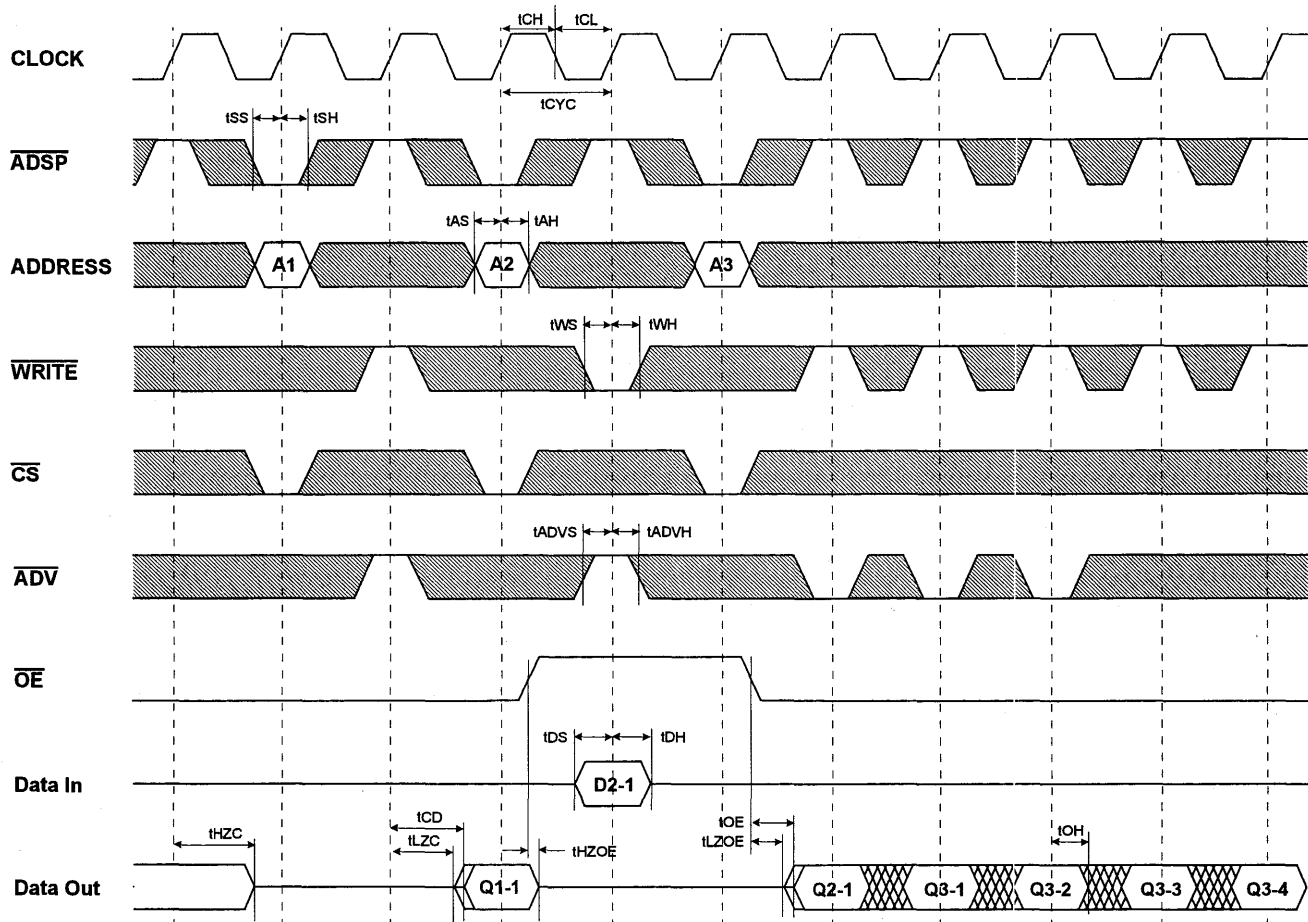 tCH tCL
CLOCK
tCYC
tSS tSH
ADSP
tAS tAH
ADDRESS A1 A2 A3
tWS tWH
WRITE
CS
tADVS tADVH
ADV
OE
tDS tDH
Data In D2-1
tCD tOE tOH
tHZC tLZC tHZOE tLZOE
Data Out Q1-1 Q2-1 Q3-1 Q3-2 Q3-3 Q3-4